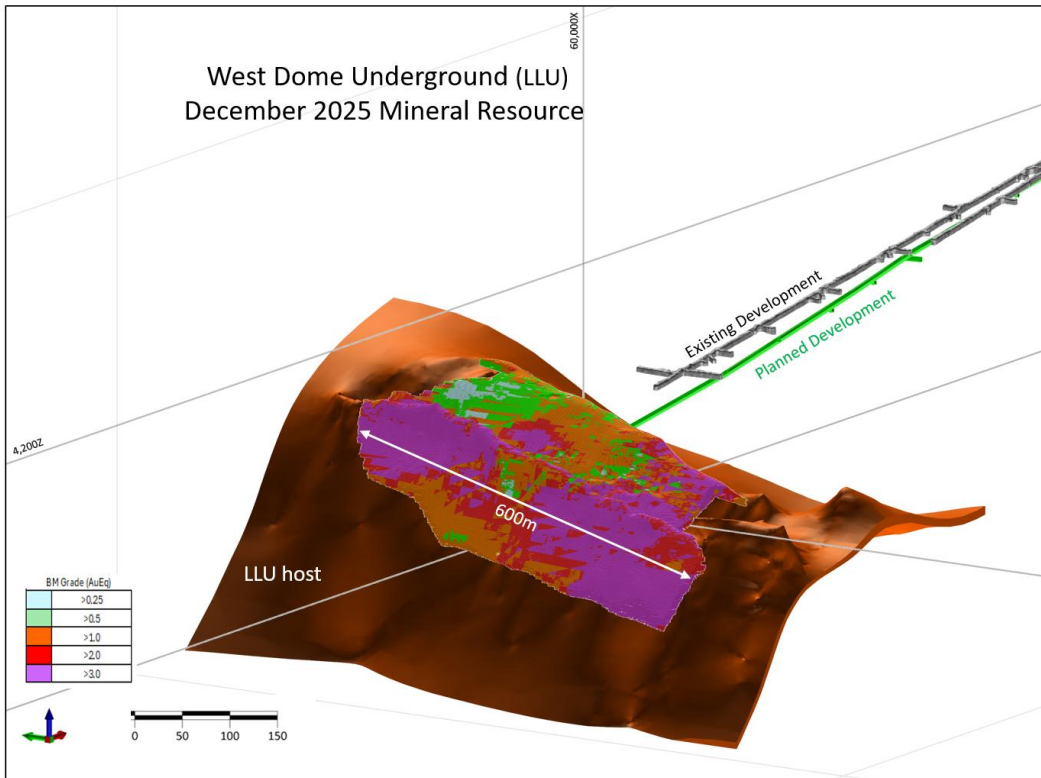 West Dome Underground (LLU)
December 2025 Mineral Resource
60,000X
Existing Development
Planned Development
4,200Z
600m
LLU host
BM Grade (AuEq)
>0.25
>0.5
>1.0
>2.0
>3.0
0 50 100 150